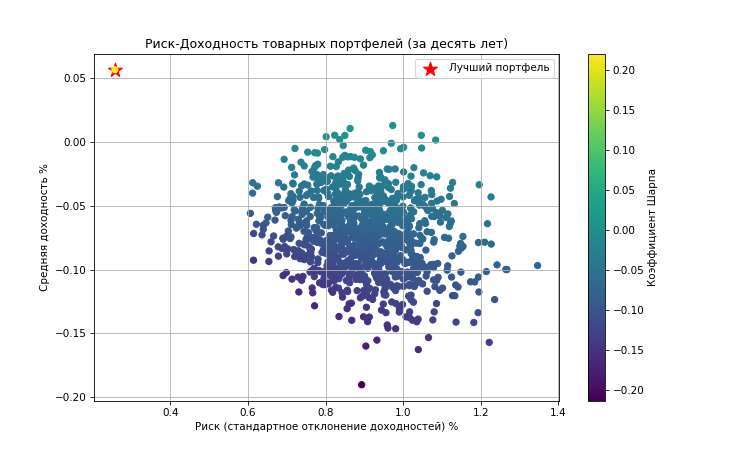 Риск-Доходность товарных портфелей (за десять лет)
Лучший портфель
Средняя доходность %
0.05
0.00
−0.05
−0.10
−0.15
−0.20
0.4 0.6 0.8 1.0 1.2 1.4
Риск (стандартное отклонение доходностей) %
0.20
0.15
0.10
0.05
0.00
−0.05
−0.10
−0.15
−0.20
Коэффициент Шарпа